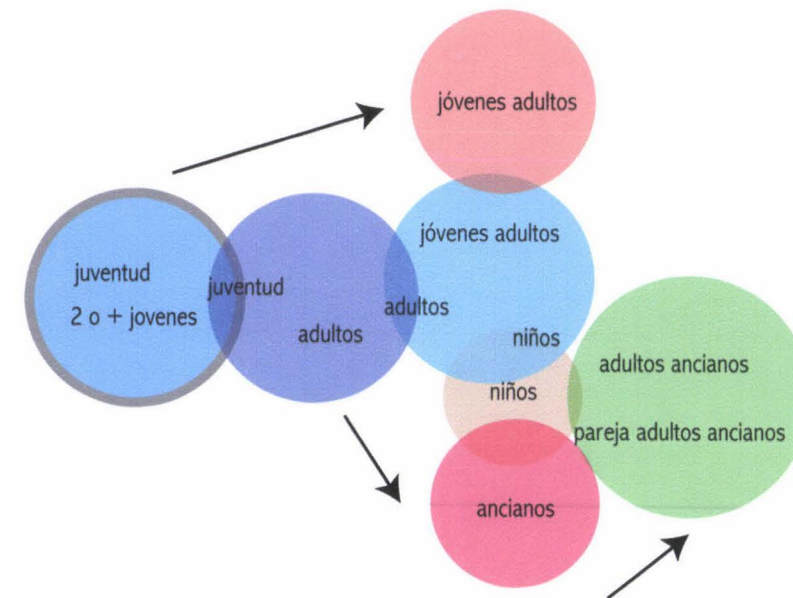 jóvenes adultos
jóvenes adultos
juventud
2 o + jovenes
juventud
adultos
adultos
niños
niños
adultos ancianos
pareja adultos ancianos
ancianos